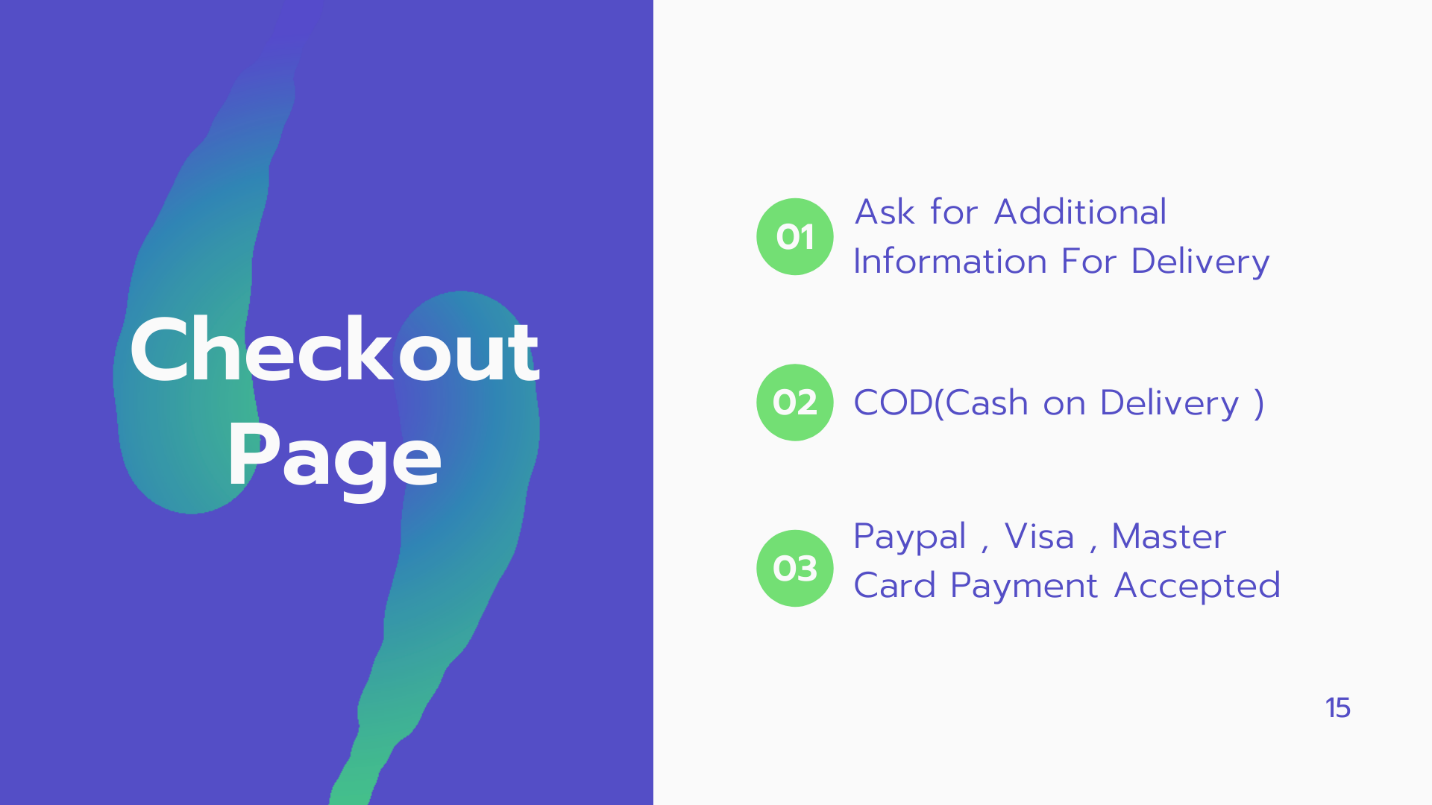 Checkout
Page
01
Ask for Additional
Information For Delivery
02
COD(Cash on Delivery )
03
Paypal , Visa , Master
Card Payment Accepted
15